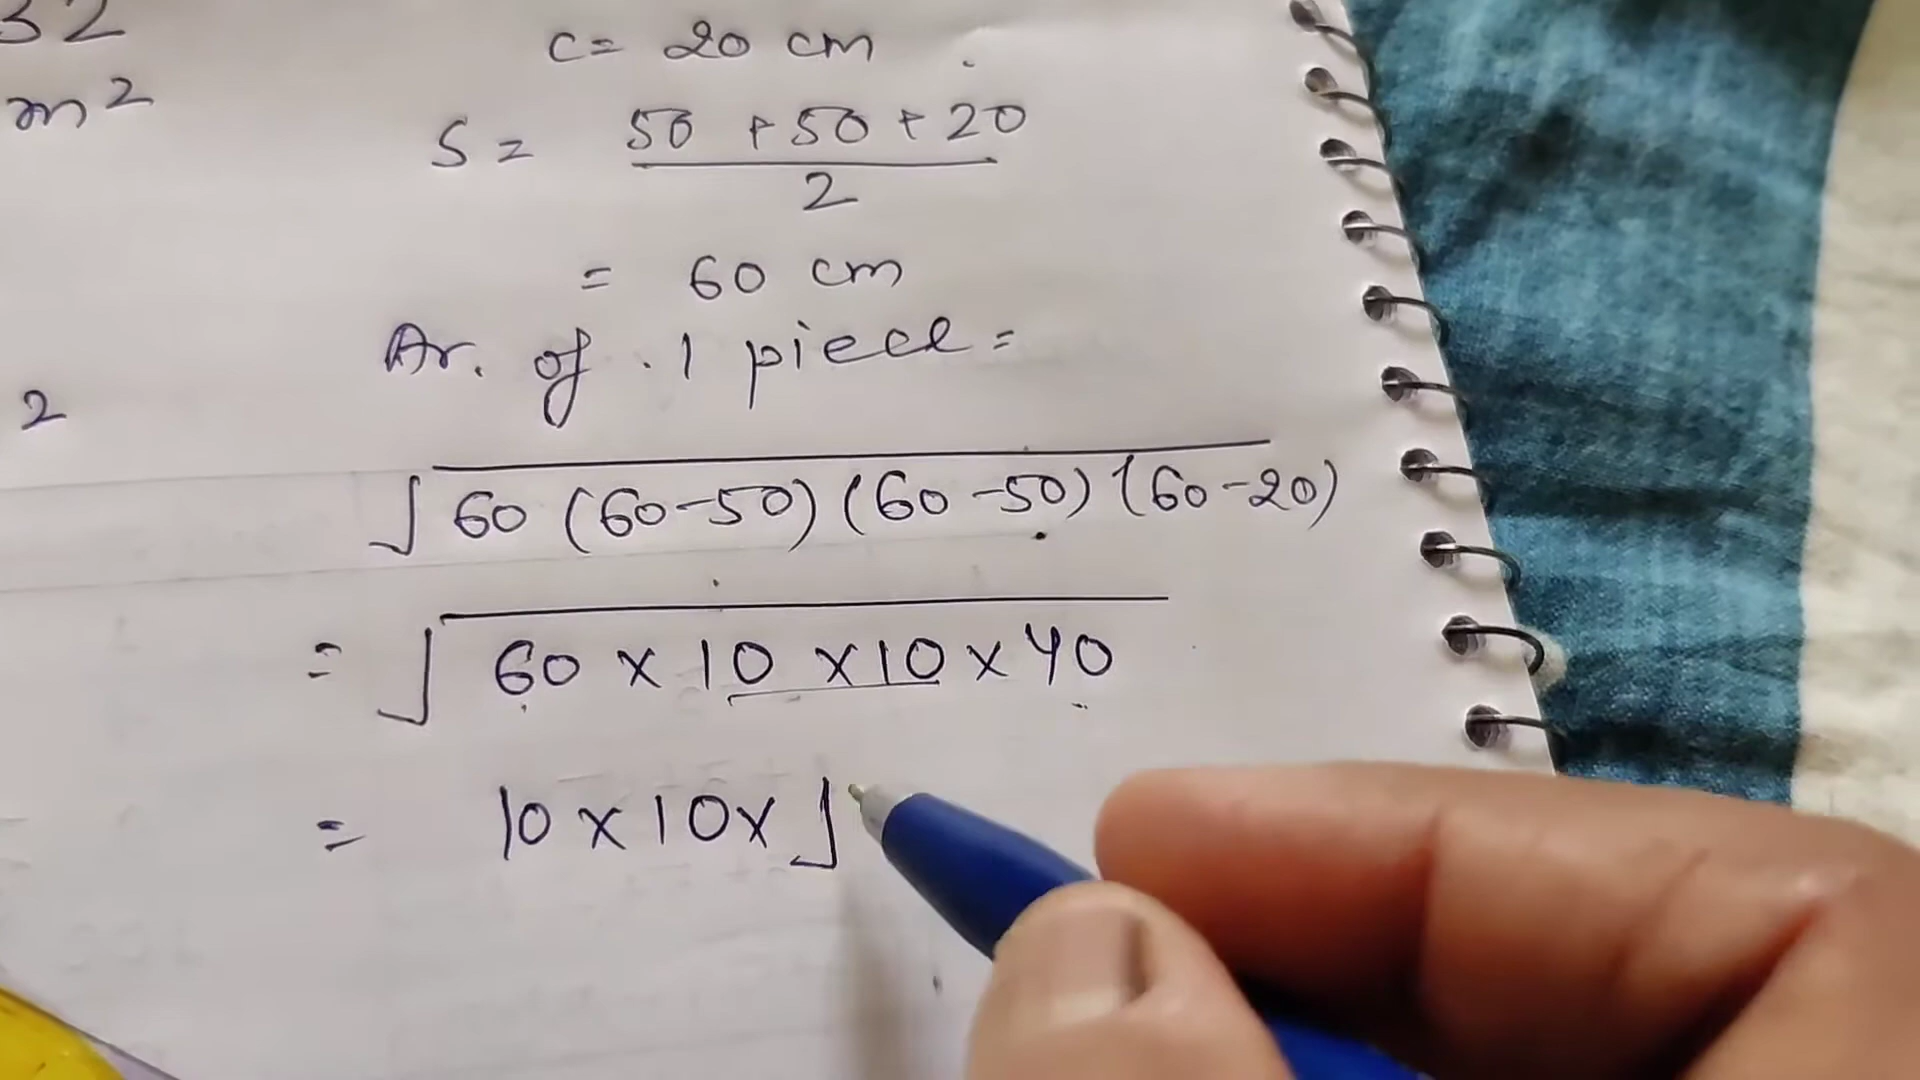 32
m²
2
c= 20 cm
S = 50 + 50 + 20
2
= 60 cm
Ar. of . 1 piece =
√60 (60-50) (60-50) (60-20)
= √60 × 10 × 10 × 40
= 10 × 10 × √